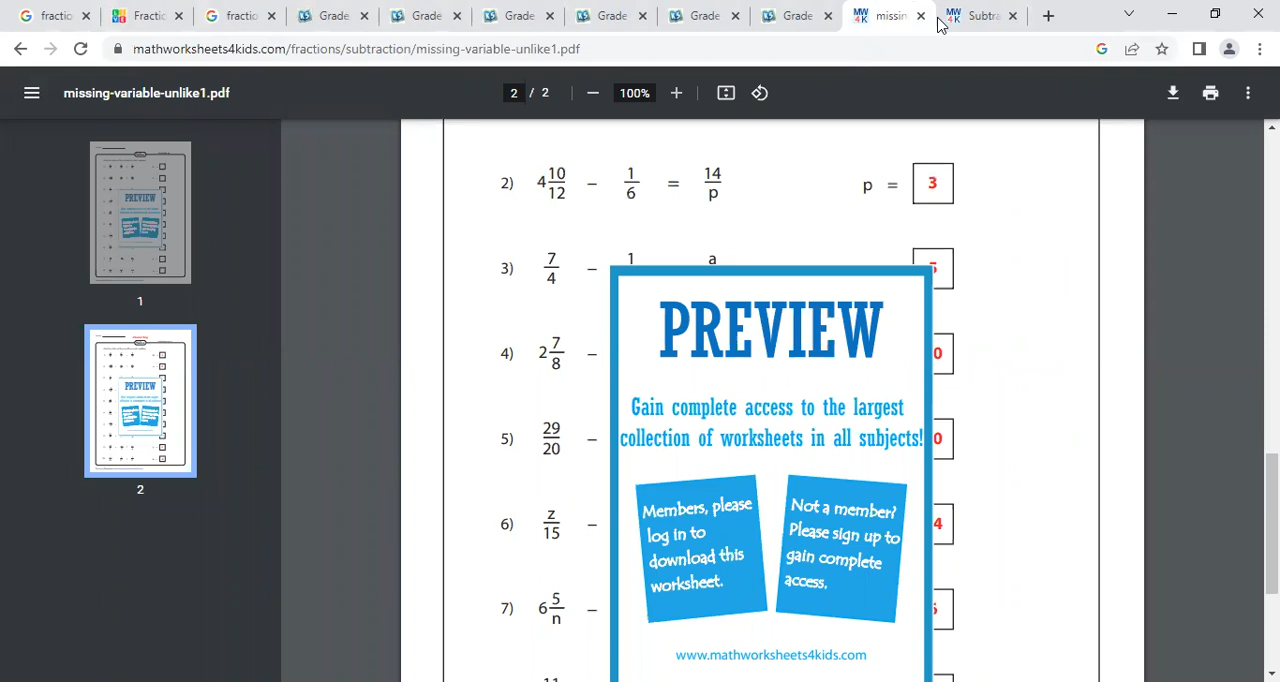 fractio
Fractic
fractio
Grade
Grade
Grade
Grade
Grade
Grade
missin
Subtra
mathworksheets4kids.com/fractions/subtraction/missing-variable-unlike1.pdf
missing-variable-unlike1.pdf
2 / 2
100%
1
2
2) 4 10/12 − 1/6 = 14/p p = 3
3) 7/4 − 1 a
4) 2 7/8 − 0
5) 29/20 − 0
6) z/15 − 4
7) 6 5/n −
PREVIEW
Gain complete access to the largest
collection of worksheets in all subjects!
Members, please
log in to
download this
worksheet.
Not a member?
Please sign up to
gain complete
access.
www.mathworksheets4kids.com